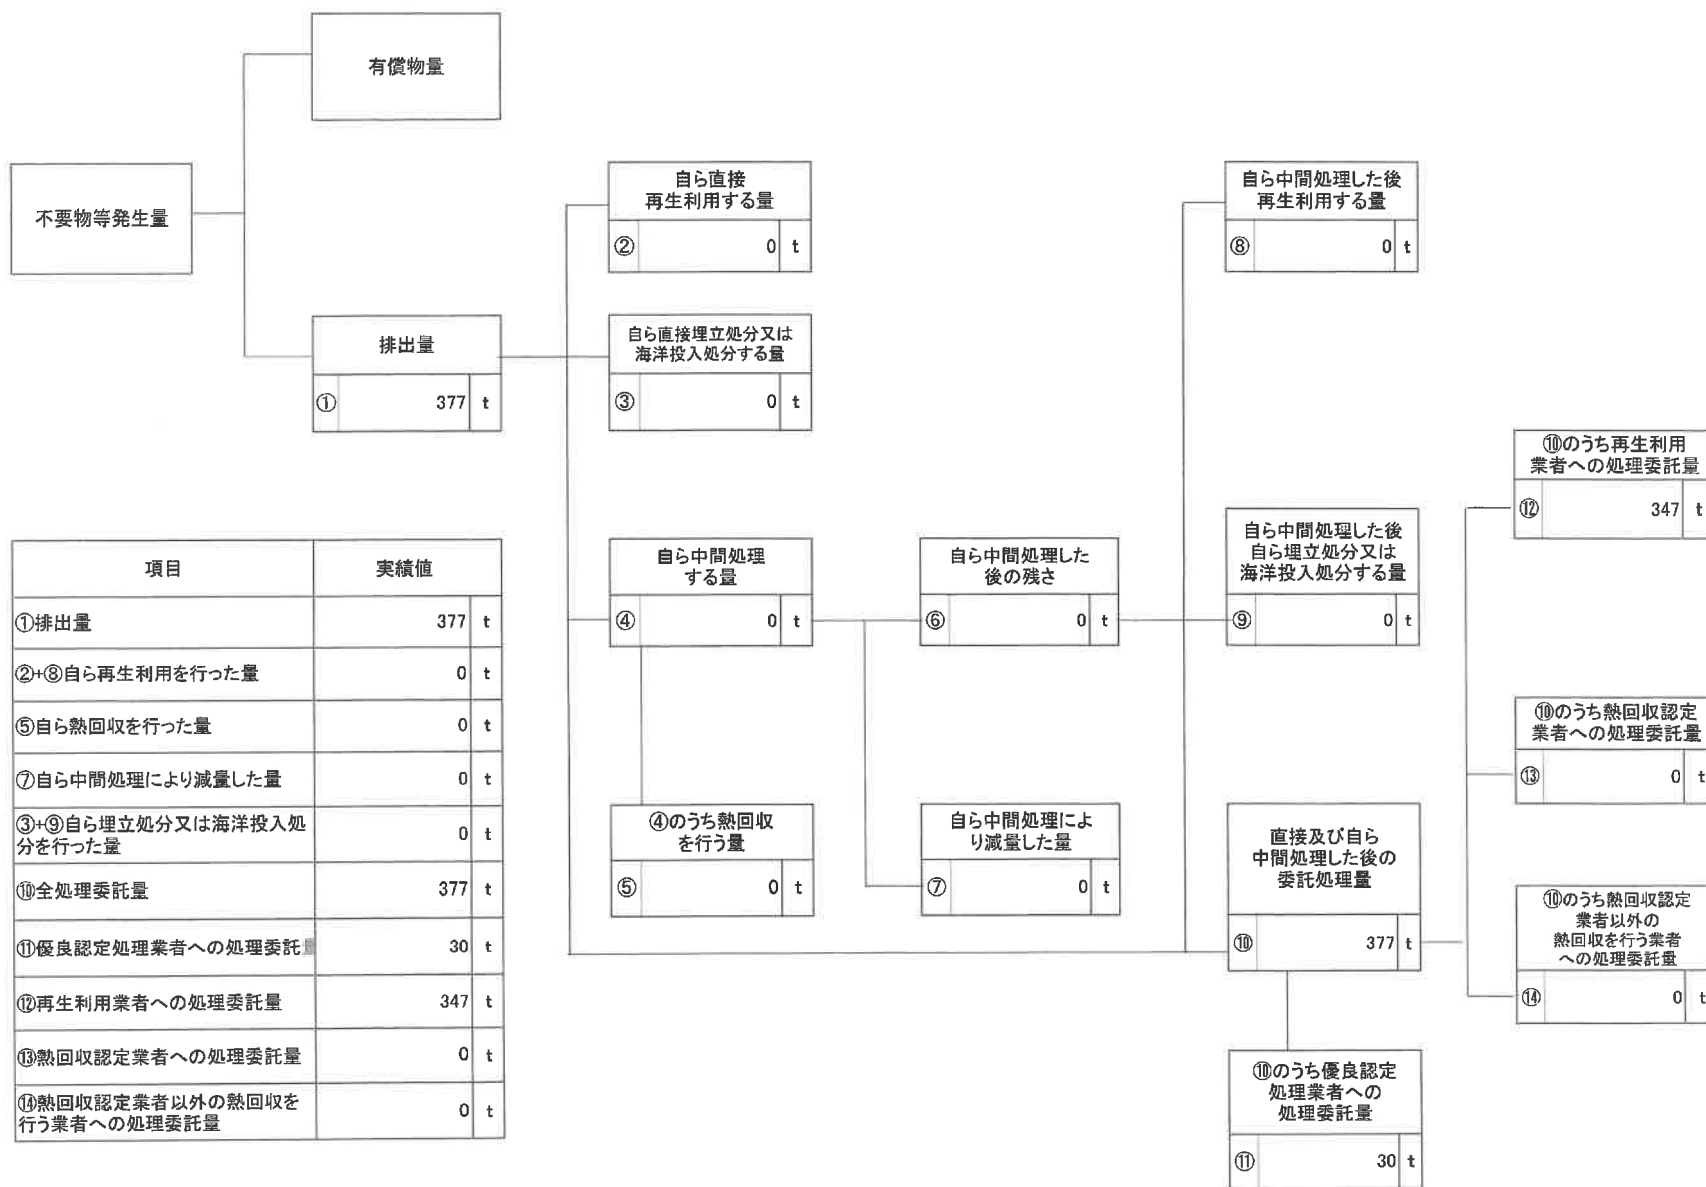 有償物量
不要物等発生量
排出量
① 377 t
自ら直接
再生利用する量
② 0 t
自ら直接埋立処分又は
海洋投入処分する量
③ 0 t
自ら中間処理
する量
④ 0 t
④のうち熱回収
を行う量
⑤ 0 t
自ら中間処理した
後の残さ
⑥ 0 t
自ら中間処理によ
り減量した量
⑦ 0 t
自ら中間処理した後
再生利用する量
⑧ 0 t
自ら中間処理した後
自ら埋立処分又は
海洋投入処分する量
⑨ 0 t
直接及び自ら
中間処理した後の
委託処理量
⑩ 377 t
⑩のうち優良認定
処理業者への
処理委託量
⑪ 30 t
⑩のうち再生利用
業者への処理委託量
⑫ 347 t
⑩のうち熱回収認定
業者への処理委託量
⑬ 0 t
⑩のうち熱回収認定
業者以外の
熱回収を行う業者
への処理委託量
⑭ 0 t
項目 実績値
①排出量 377 t
②+⑧自ら再生利用を行った量 0 t
⑤自ら熱回収を行った量 0 t
⑦自ら中間処理により減量した量 0 t
③+⑨自ら埋立処分又は海洋投入処
分を行った量 0 t
⑩全処理委託量 377 t
⑪優良認定処理業者への処理委託 30 t
⑫再生利用業者への処理委託量 347 t
⑬熱回収認定業者への処理委託量 0 t
⑭熱回収認定業者以外の熱回収を
行う業者への処理委託量 0 t